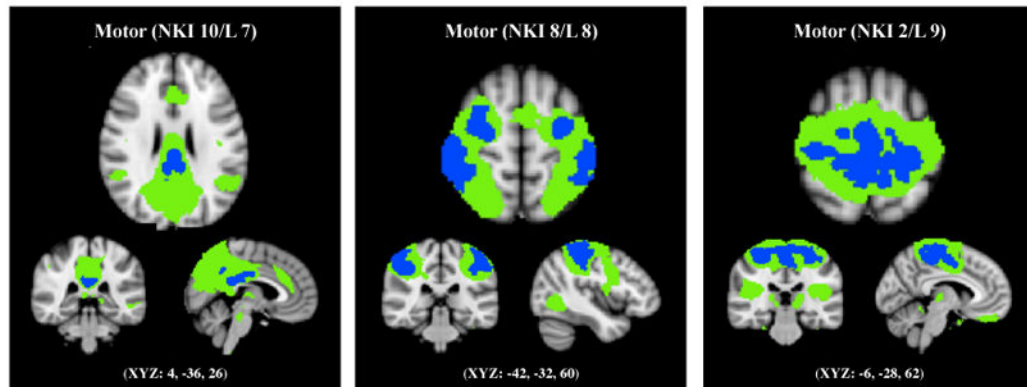 Motor (NKI 10/L 7)
(XYZ: 4, -36, 26)
Motor (NKI 8/L 8)
(XYZ: -42, -32, 60)
Motor (NKI 2/L 9)
(XYZ: -6, -28, 62)